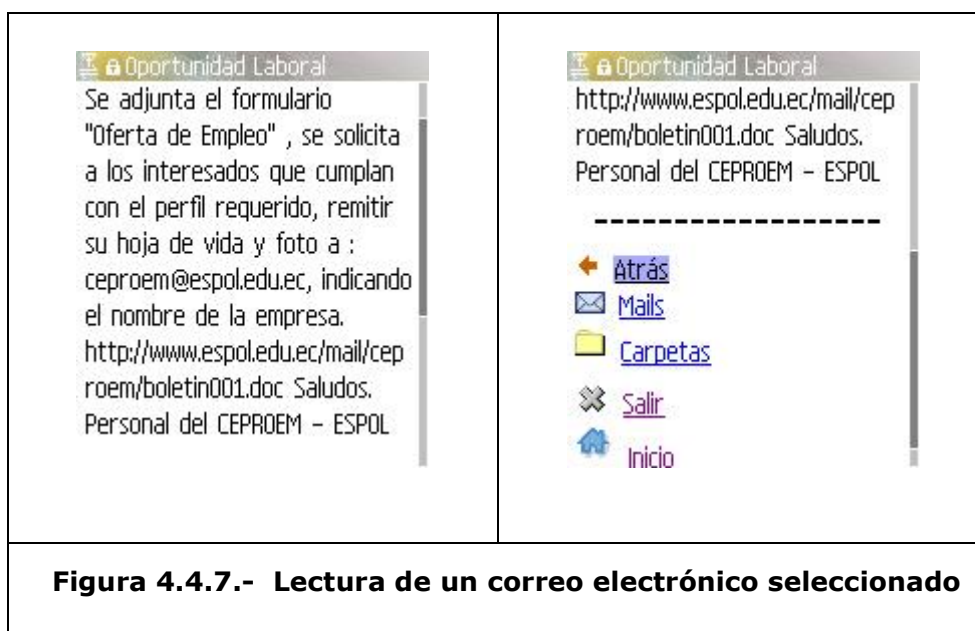 Oportunidad Laboral
Se adjunta el formulario
"Oferta de Empleo" , se solicita
a los interesados que cumplan
con el perfil requerido, remitir
su hoja de vida y foto a :
ceproem@espol.edu.ec, indicando
el nombre de la empresa.
http://www.espol.edu.ec/mail/cep
roem/boletin001.doc Saludos.
Personal del CEPROEM - ESPOL
Oportunidad Laboral
http://www.espol.edu.ec/mail/cep
roem/boletin001.doc Saludos.
Personal del CEPROEM - ESPOL
-------------------
Atrás
Mails
Carpetas
Salir
Inicio
Figura 4.4.7.- Lectura de un correo electrónico seleccionado